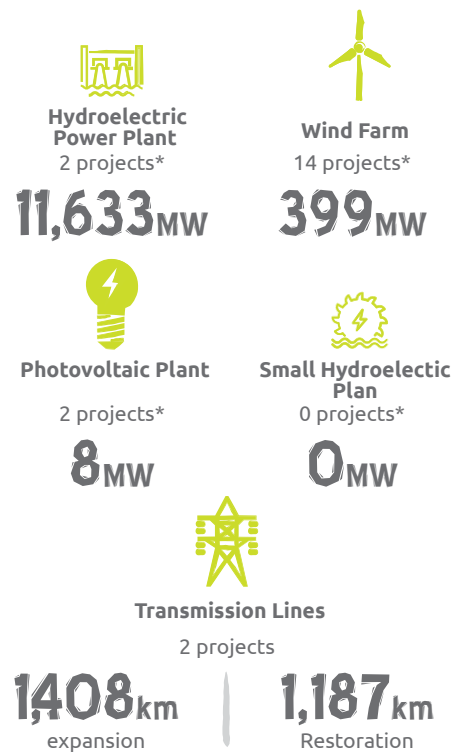 Hydroelectric
Power Plant
2 projects*
11,633MW
Wind Farm
14 projects*
399MW
Photovoltaic Plant
2 projects*
8MW
Small Hydroelectic
Plan
0 projects*
0MW
Transmission Lines
2 projects
1,408km
expansion
1,187km
Restoration